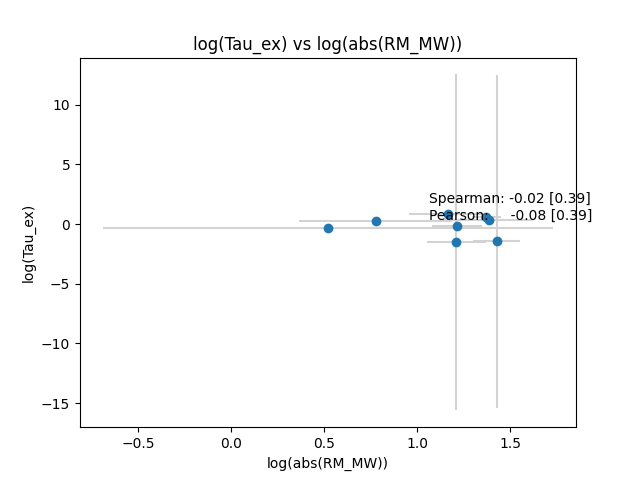 log(Tau_ex) vs log(abs(RM_MW))
10
5
0
−5
−10
−15
log(Tau_ex)
Spearman: -0.02 [0.39]
Pearson: -0.08 [0.39]
−0.5 0.0 0.5 1.0 1.5
log(abs(RM_MW))